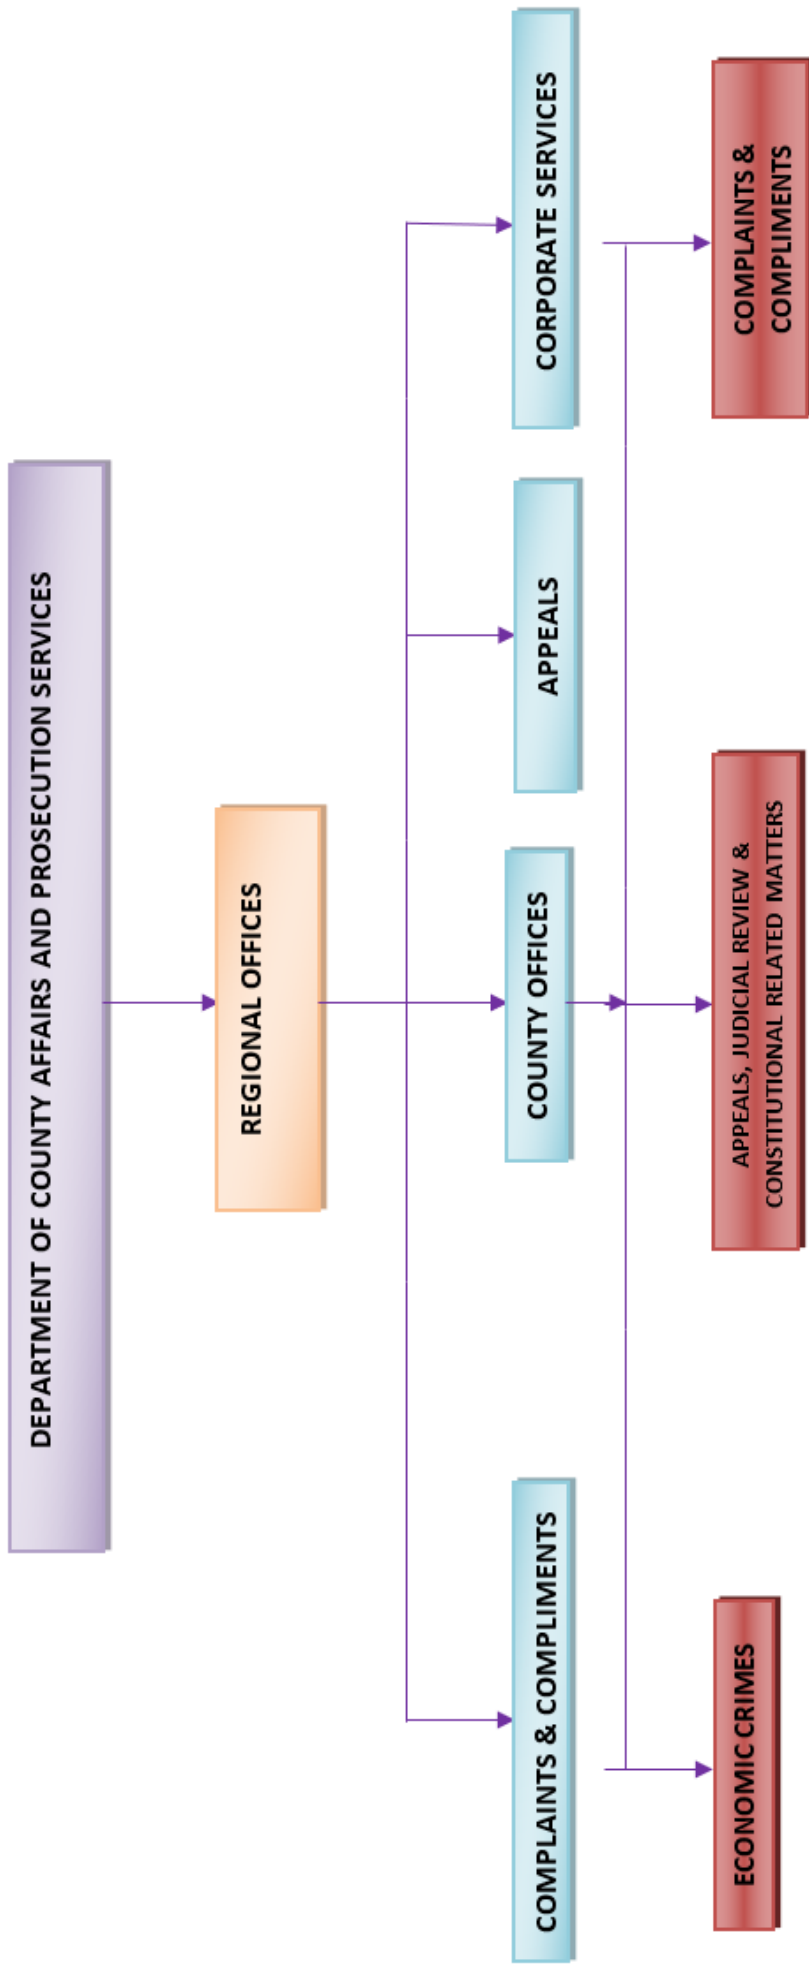 DEPARTMENT OF COUNTY AFFAIRS AND PROSECUTION SERVICES
REGIONAL OFFICES
COMPLAINTS & COMPLIMENTS
COUNTY OFFICES
APPEALS
CORPORATE SERVICES
ECONOMIC CRIMES
APPEALS, JUDICIAL REVIEW &
CONSTITUTIONAL RELATED MATTERS
COMPLAINTS &
COMPLIMENTS